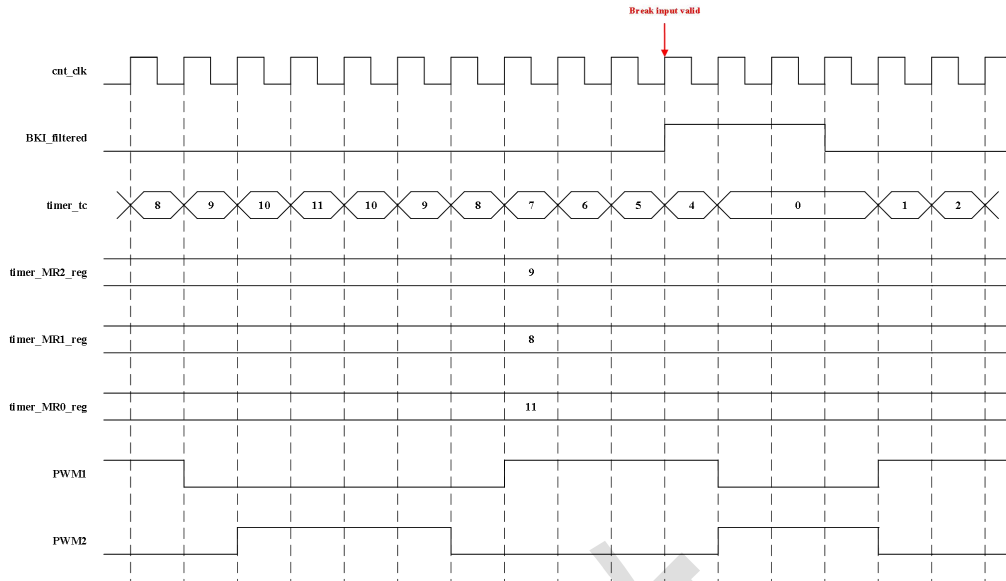 Break input valid
cnt_clk
BKI_filtered
timer_tc 8 9 10 11 10 9 8 7 6 5 4 0 1 2
timer_MR2_reg 9
timer_MR1_reg 8
timer_MR0_reg 11
PWM1
PWM2